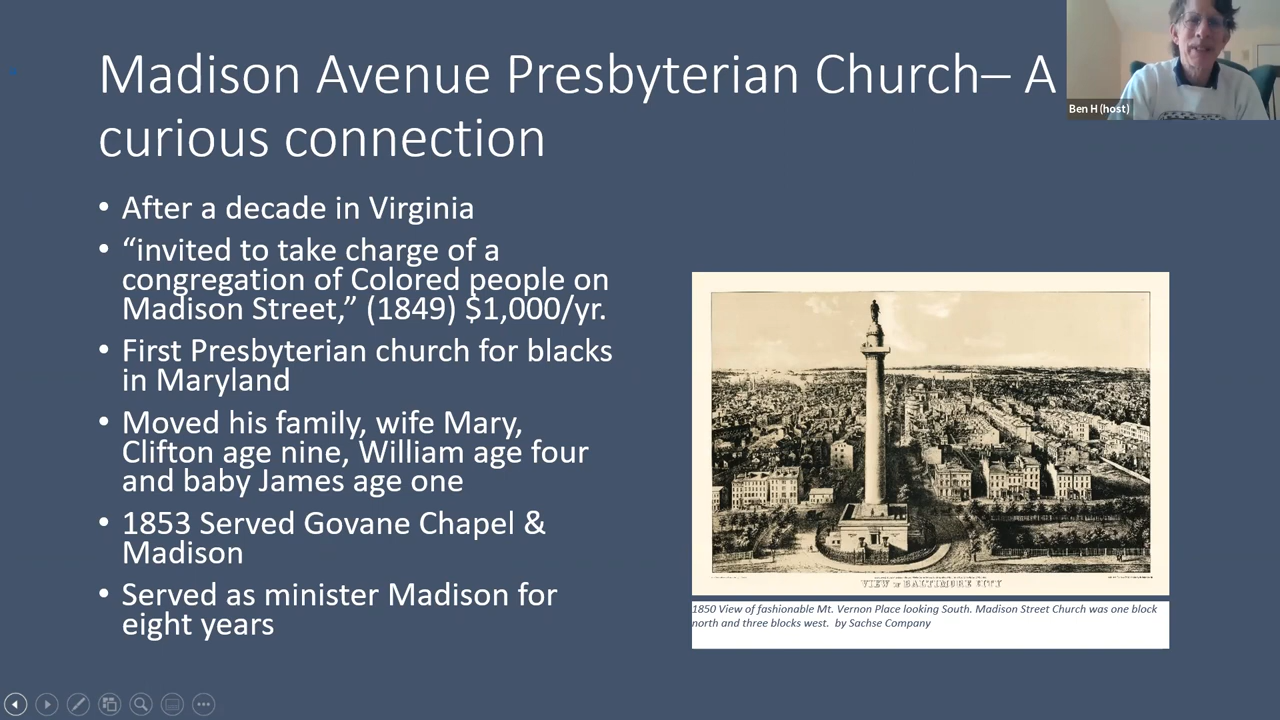 Madison Avenue Presbyterian Church– A
curious connection
Ben H (host)
• After a decade in Virginia
• “invited to take charge of a
congregation of Colored people on
Madison Street,” (1849) $1,000/yr.
• First Presbyterian church for blacks
in Maryland
• Moved his family, wife Mary,
Clifton age nine, William age four
and baby James age one
• 1853 Served Govane Chapel &
Madison
• Served as minister Madison for
eight years
VIEW OF BALTIMORE CITY
1850 View of fashionable Mt. Vernon Place looking South. Madison Street Church was one block
north and three blocks west.  by Sachse Company